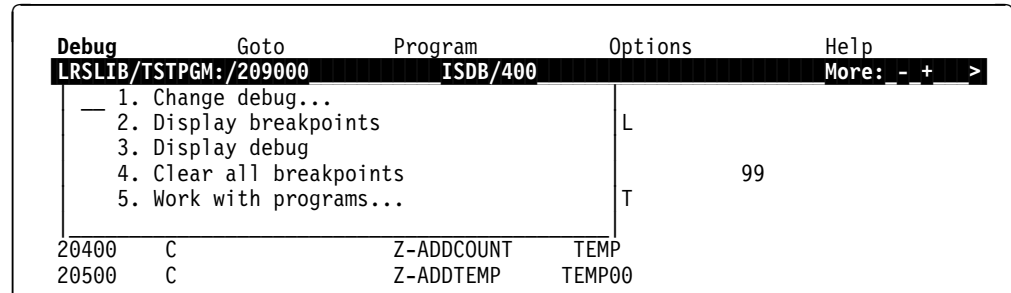 Debug Goto Program Options Help
LRSLIB/TSTPGM:/209000 ISDB/400 More: - + >
__ 1. Change debug...
2. Display breakpoints L
3. Display debug
4. Clear all breakpoints 99
5. Work with programs... T
20400 C Z-ADDCOUNT TEMP
20500 C Z-ADDTEMP TEMP00